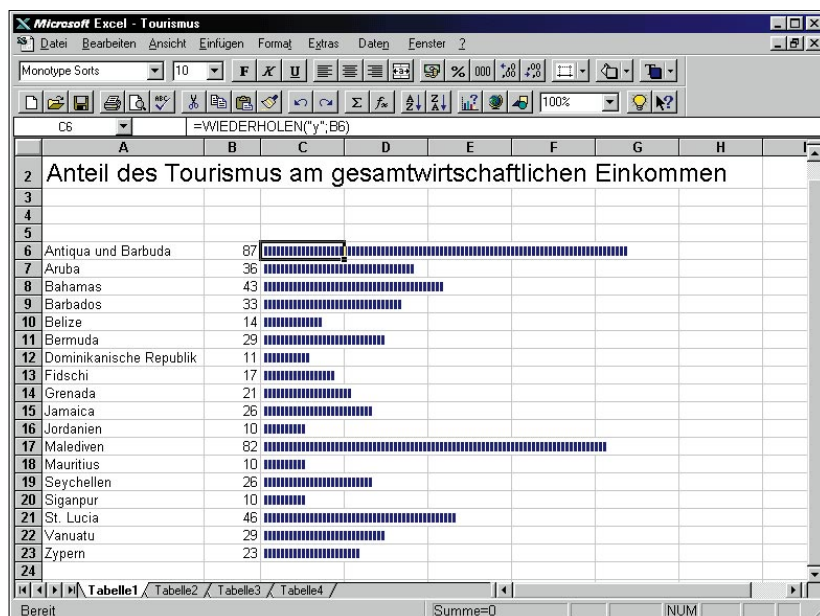 Microsoft Excel - Tourismus
Datei Bearbeiten Ansicht Einfügen Format Extras Daten Fenster ?
Monotype Sorts 10 F K U % 000
Σ fx 100%
C6 =WIEDERHOLEN("y";B6)
A B C D E F G H I
2 Anteil des Tourismus am gesamtwirtschaftlichen Einkommen
3
4
5
6 Antiqua und Barbuda 87
7 Aruba 36
8 Bahamas 43
9 Barbados 33
10 Belize 14
11 Bermuda 29
12 Dominikanische Republik 11
13 Fidschi 17
14 Grenada 21
15 Jamaica 26
16 Jordanien 10
17 Malediven 82
18 Mauritius 10
19 Seychellen 26
20 Siganpur 10
21 St. Lucia 46
22 Vanuatu 29
23 Zypern 23
24
Tabelle1 Tabelle2 Tabelle3 Tabelle4
Bereit Summe=0 NUM